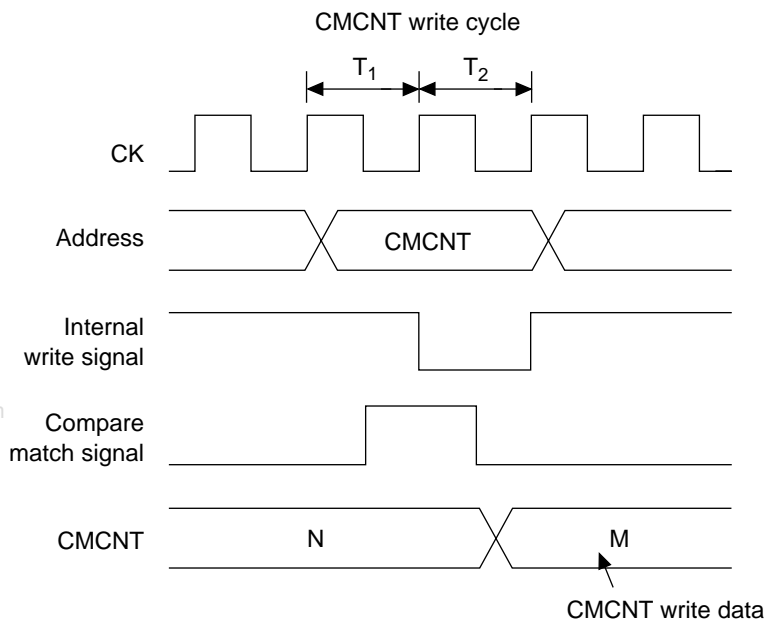 CMCNT write cycle
T1 T2
CK
Address CMCNT
Internal
write signal
Compare
match signal
CMCNT N M
CMCNT write data